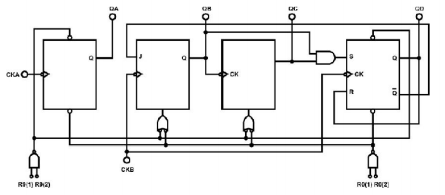 QA QB QC QD
Q J Q S Q
CKA CK CK
R Q
CKB
R0(1) R0(2) R9(1) R9(2)